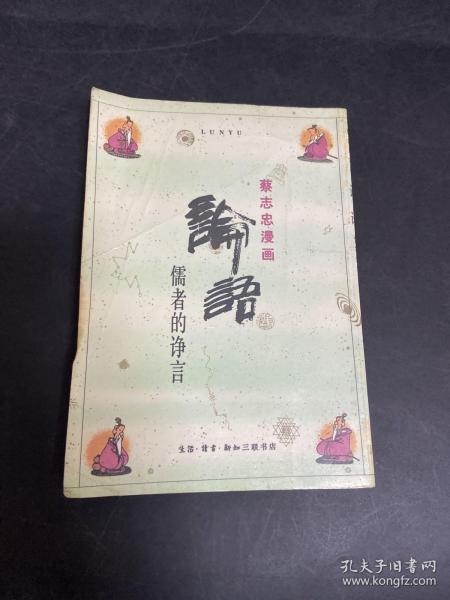 LUNYU
蔡志忠漫画
論語
儒者的诤言
生活·讀書·新知三联书店
孔夫子旧书网
www.kongfz.com